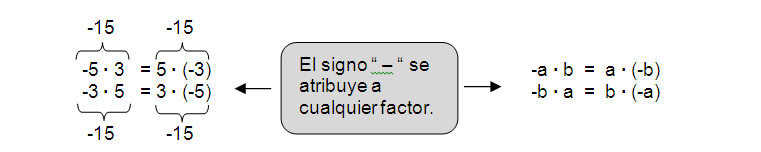 -15 -15
-5 · 3 = 5 · (-3)
-3 · 5 = 3 · (-5)
-15 -15
El signo “ – “ se
atribuye a
cualquier factor.
-a · b = a · (-b)
-b · a = b · (-a)